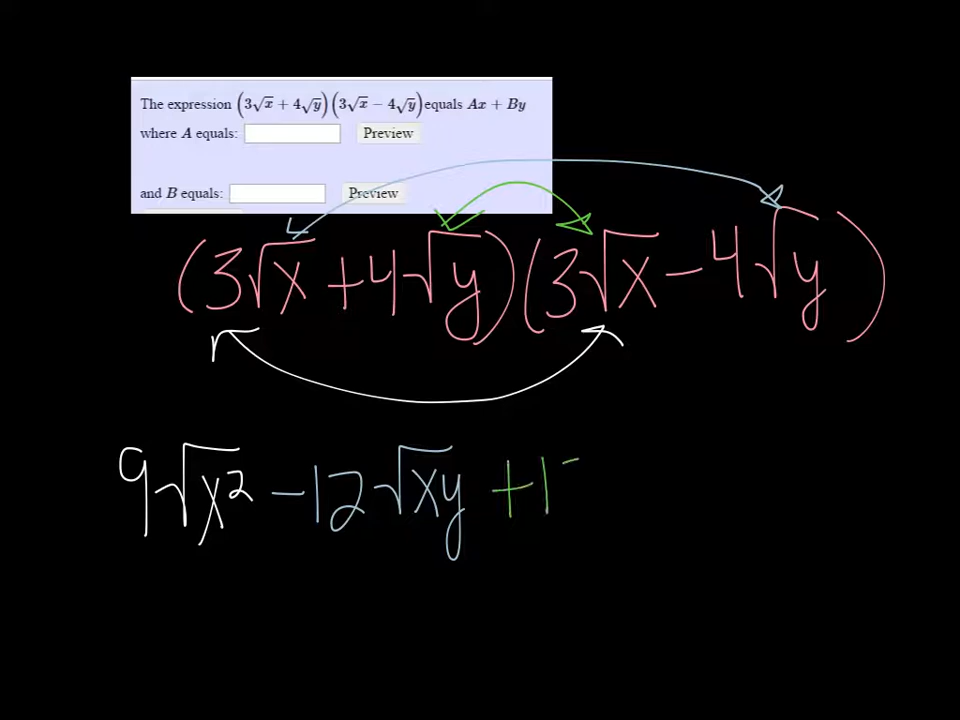 The expression (3√x + 4√y)(3√x − 4√y) equals Ax + By
where A equals: Preview
and B equals: Preview
(3√x + 4√y)(3√x − 4√y)
9√x² − 12√xy + 1